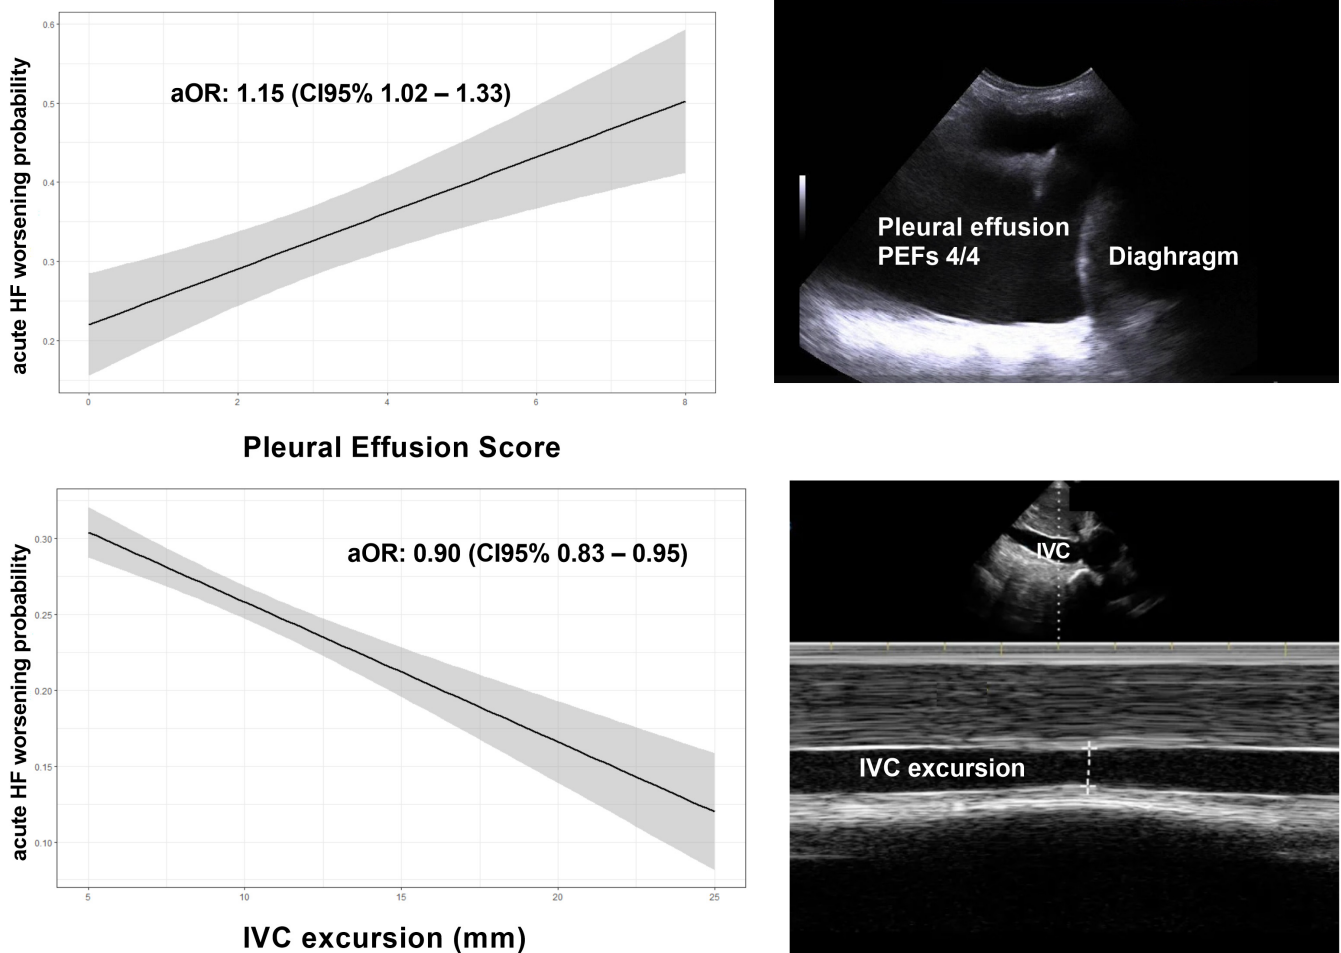 acute HF worsening probability
0.6
0.5
0.4
0.3
0.2
aOR: 1.15 (CI95% 1.02 – 1.33)
0
2
4
6
8
Pleural Effusion Score
Pleural effusion
PEFs 4/4
Diaghragm
acute HF worsening probability
0.30
0.25
0.20
0.15
0.10
aOR: 0.90 (CI95% 0.83 – 0.95)
5
10
15
20
25
IVC excursion (mm)
IVC
IVC excursion